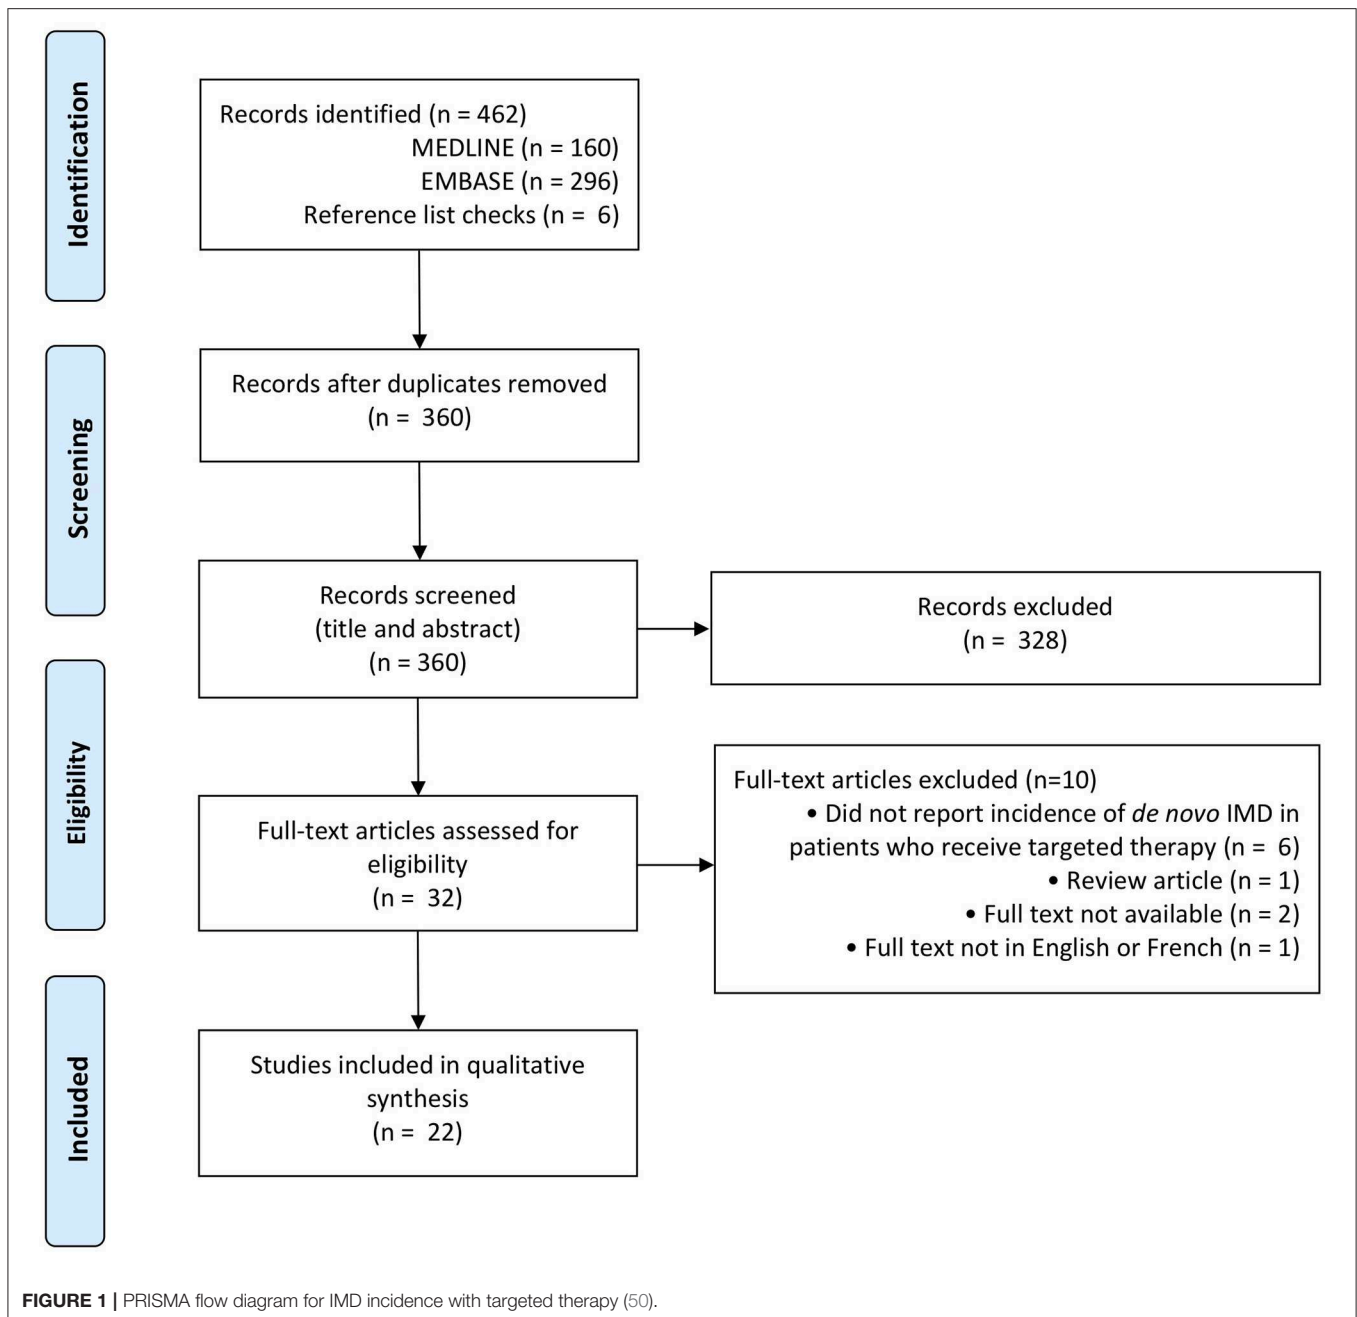 Identification
Records identified (n = 462)
MEDLINE (n = 160)
EMBASE (n = 296)
Reference list checks (n =  6)
Screening
Records after duplicates removed
(n =  360)
Records screened
(title and abstract)
(n = 360)
Records excluded
(n =  328)
Eligibility
Full-text articles assessed for
eligibility
(n =  32)
Full-text articles excluded (n=10)
• Did not report incidence of de novo IMD in
patients who receive targeted therapy (n =  6)
• Review article (n = 1)
• Full text not available (n = 2)
• Full text not in English or French (n = 1)
Included
Studies included in qualitative
synthesis
(n =  22)
FIGURE 1 | PRISMA flow diagram for IMD incidence with targeted therapy (50).